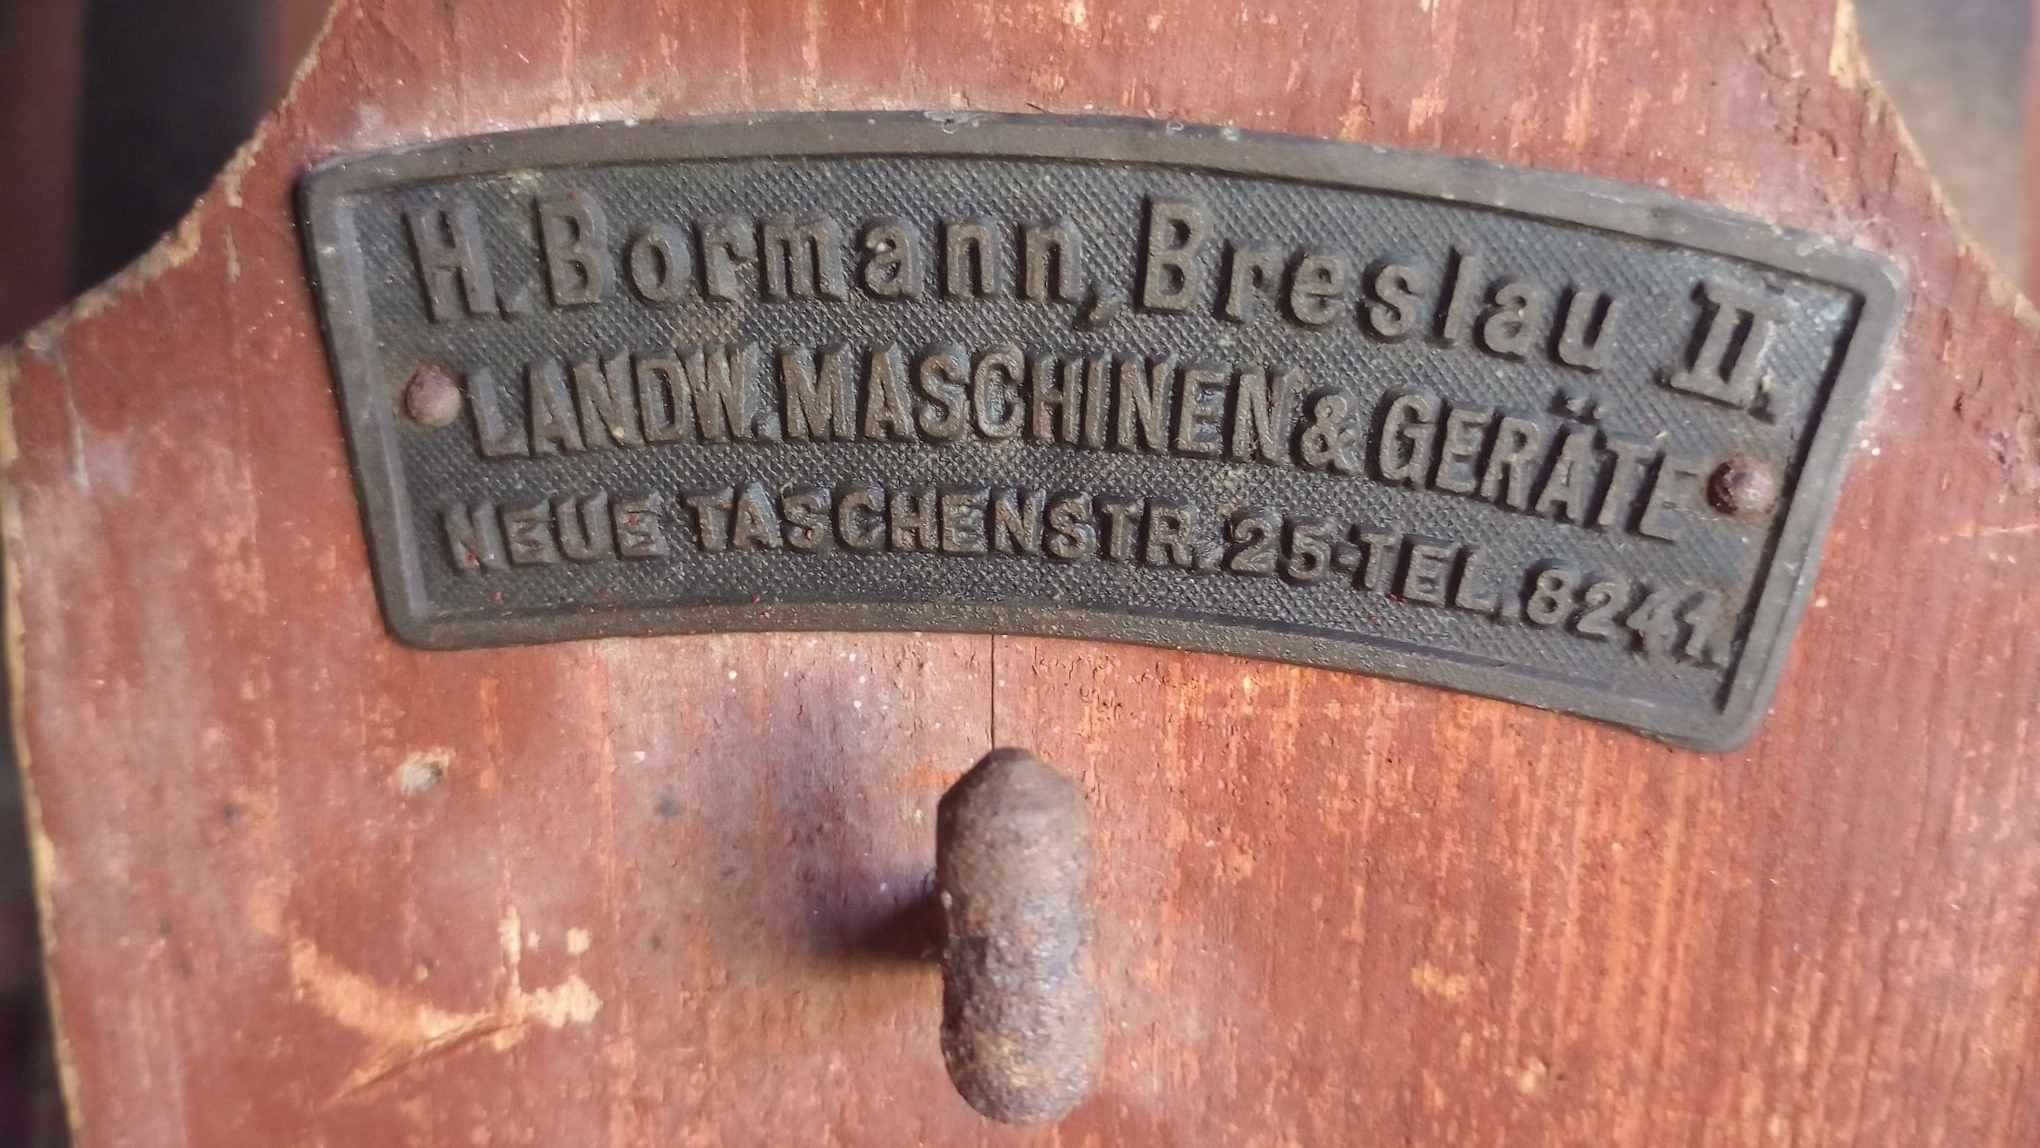 H. Bormann, Breslau II.
LANDW. MASCHINEN & GERÄTE
NEUE TASCHENSTR. 25·TEL. 8241.